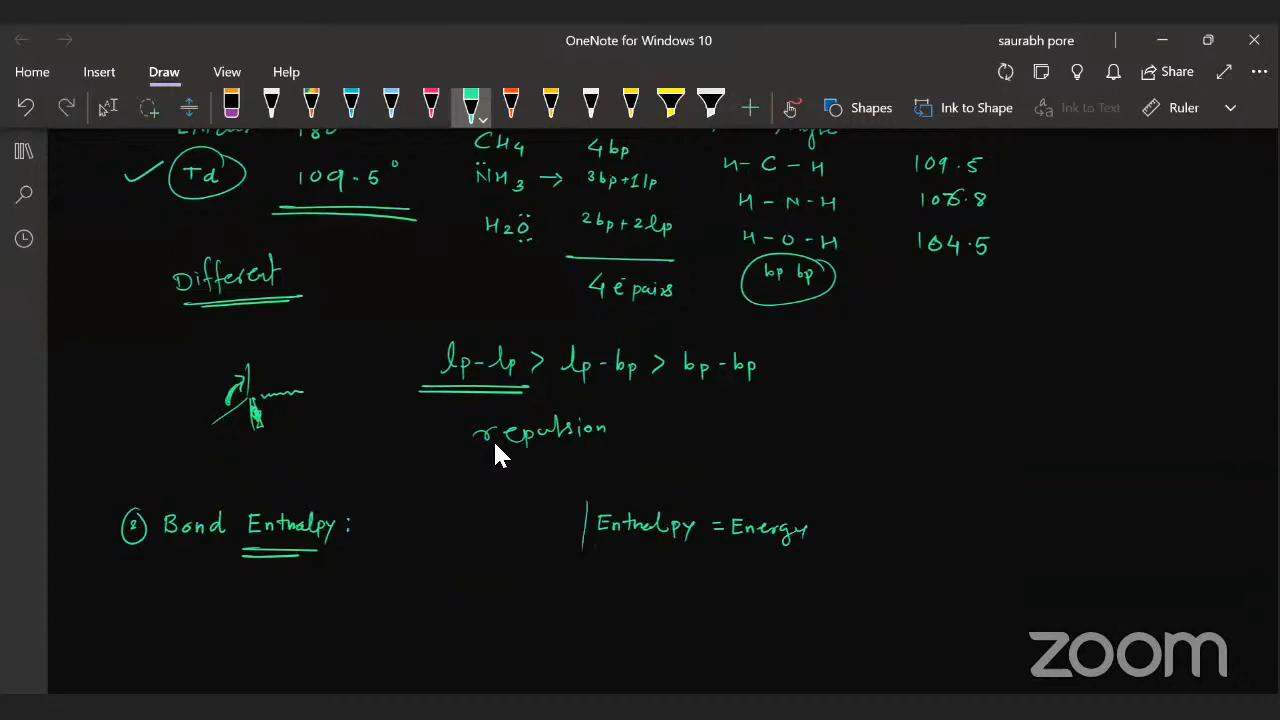 OneNote for Windows 10
saurabh pore
Home Insert Draw View Help
Share
Shapes Ink to Shape Ink to Text Ruler
180
Td 109.5°
CH4 4bp H-C-H 109.5
NH3 → 3bp+1lp H-N-H 106.8
H2O 2bp+2lp H-O-H 104.5
4 e pairs bp bp
Different
lp-lp > lp-bp > bp-bp
repulsion
② Bond Enthalpy: Enthalpy = Energy
zoom